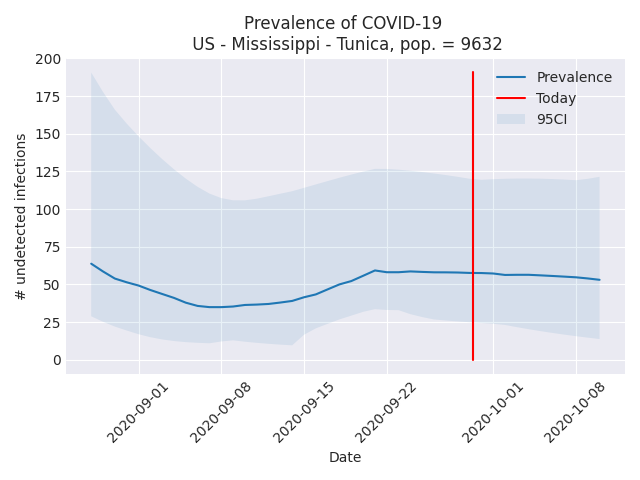 Prevalence of COVID-19
US - Mississippi - Tunica, pop. = 9632
# undetected infections
200
175
150
125
100
75
50
25
0
Prevalence
Today
95CI
2020-09-01
2020-09-08
2020-09-15
2020-09-22
2020-10-01
2020-10-08
Date